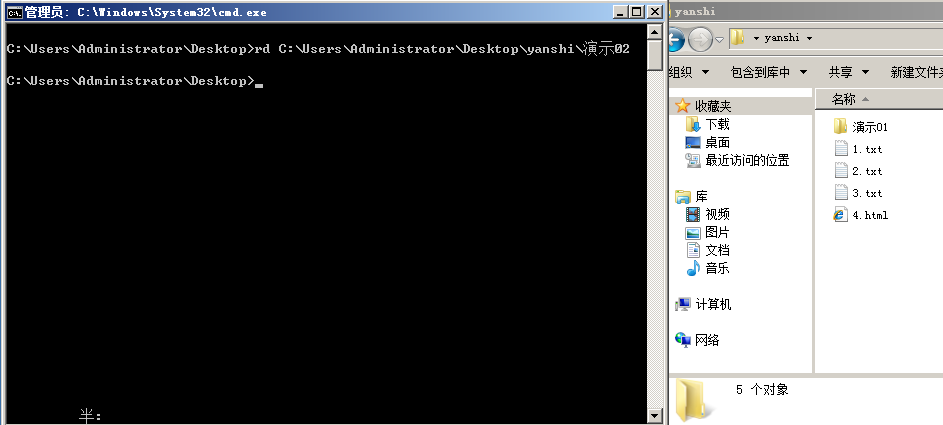 管理员: C:\Windows\System32\cmd.exe
C:\Users\Administrator\Desktop>rd C:\Users\Administrator\Desktop\yanshi\演示02
C:\Users\Administrator\Desktop>
半:
yanshi
yanshi
组织 包含到库中 共享 新建文件夹
收藏夹
下载
桌面
最近访问的位置
库
视频
图片
文档
音乐
计算机
网络
名称
演示01
1.txt
2.txt
3.txt
4.html
5 个对象